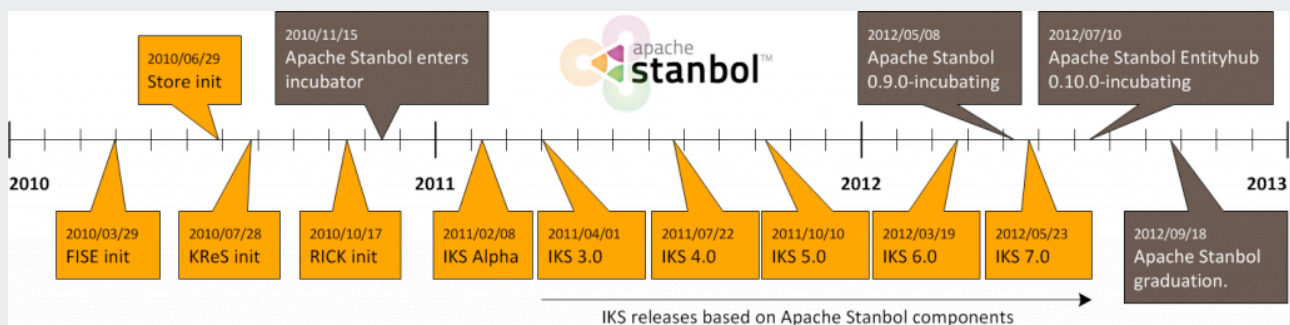 2010/06/29
Store init
2010/11/15
Apache Stanbol enters
incubator
apache
stanbol™
2012/05/08
Apache Stanbol
0.9.0-incubating
2012/07/10
Apache Stanbol Entityhub
0.10.0-incubating
2010
2011
2012
2013
2010/03/29
FISE init
2010/07/28
KReS init
2010/10/17
RICK init
2011/02/08
IKS Alpha
2011/04/01
IKS 3.0
2011/07/22
IKS 4.0
2011/10/10
IKS 5.0
2012/03/19
IKS 6.0
2012/05/23
IKS 7.0
2012/09/18
Apache Stanbol
graduation.
IKS releases based on Apache Stanbol components